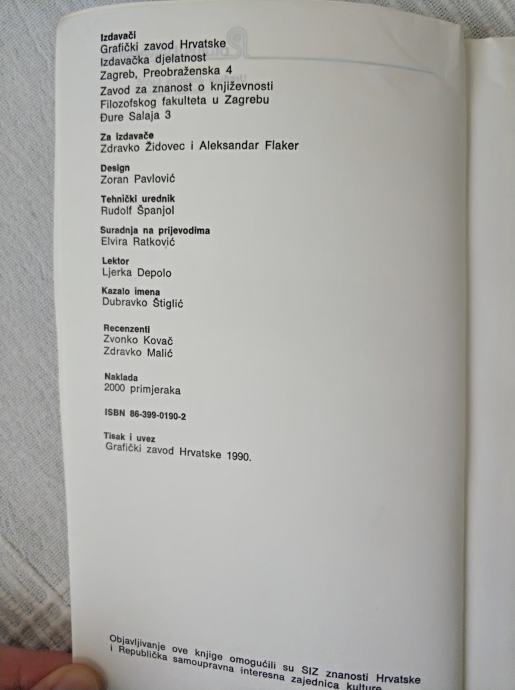 Izdavači
Grafički zavod Hrvatske
Izdavačka djelatnost
Zagreb, Preobraženska 4
Zavod za znanost o književnosti
Filozofskog fakulteta u Zagrebu
Đure Salaja 3
Za izdavače
Zdravko Židovec i Aleksandar Flaker
Design
Zoran Pavlović
Tehnički urednik
Rudolf Španjol
Suradnja na prijevodima
Elvira Ratković
Lektor
Ljerka Depolo
Kazalo imena
Dubravko Štiglić
Recenzenti
Zvonko Kovač
Zdravko Malić
Naklada
2000 primjeraka
ISBN 86-399-0190-2
Tisak i uvez
Grafički zavod Hrvatske 1990.
Objavljivanje ove knjige omogućili su SIZ znanosti Hrvatske
i Republička samoupravna interesna zajednica kulture